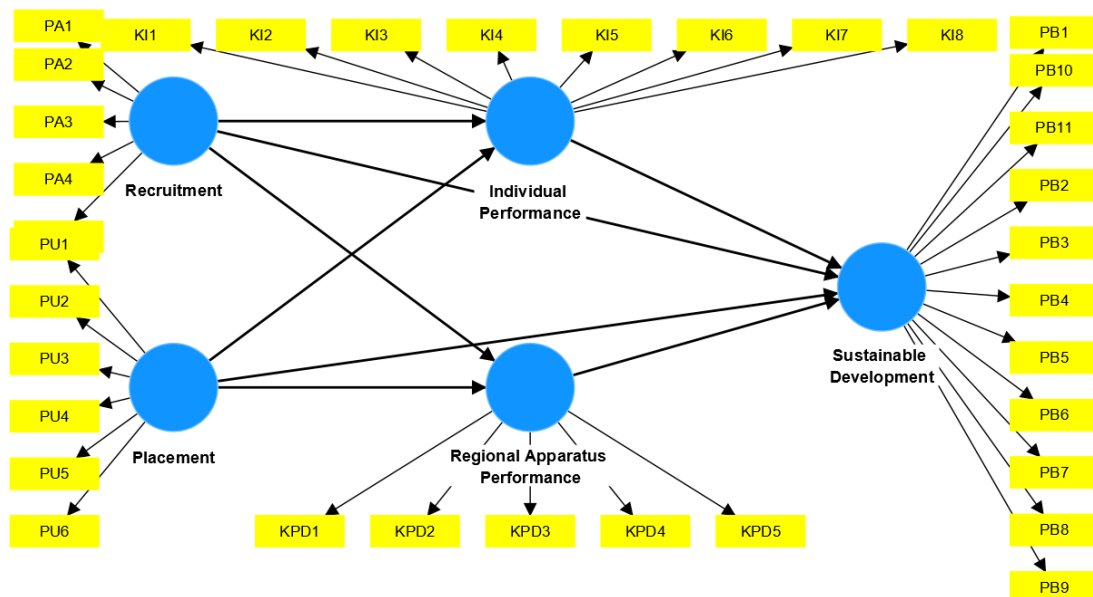 PA1
PA2
PA3
PA4
KI1
KI2
KI3
KI4
KI5
KI6
KI7
KI8
Recruitment
Individual
Performance
PU1
PU2
PU3
PU4
PU5
PU6
Placement
Regional Apparatus
Performance
KPD1
KPD2
KPD3
KPD4
KPD5
Sustainable
Development
PB1
PB10
PB11
PB2
PB3
PB4
PB5
PB6
PB7
PB8
PB9